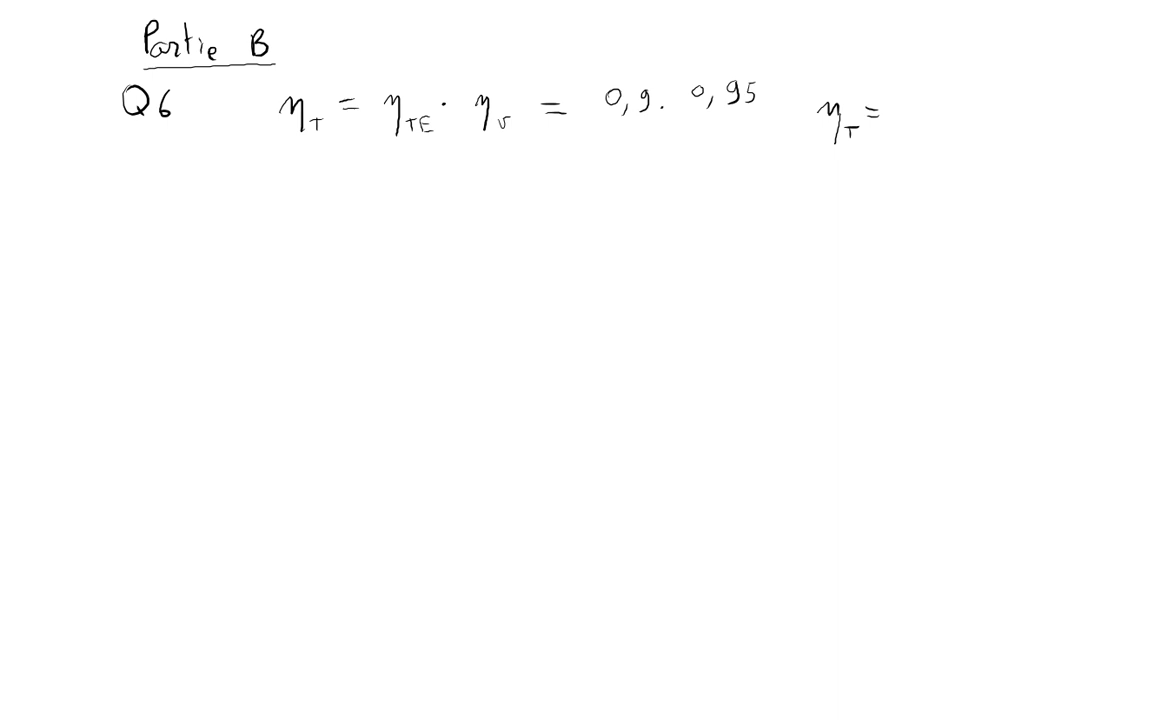 Partie B
Q6 η_T = η_TE · η_v = 0,9 . 0,95 η_T =